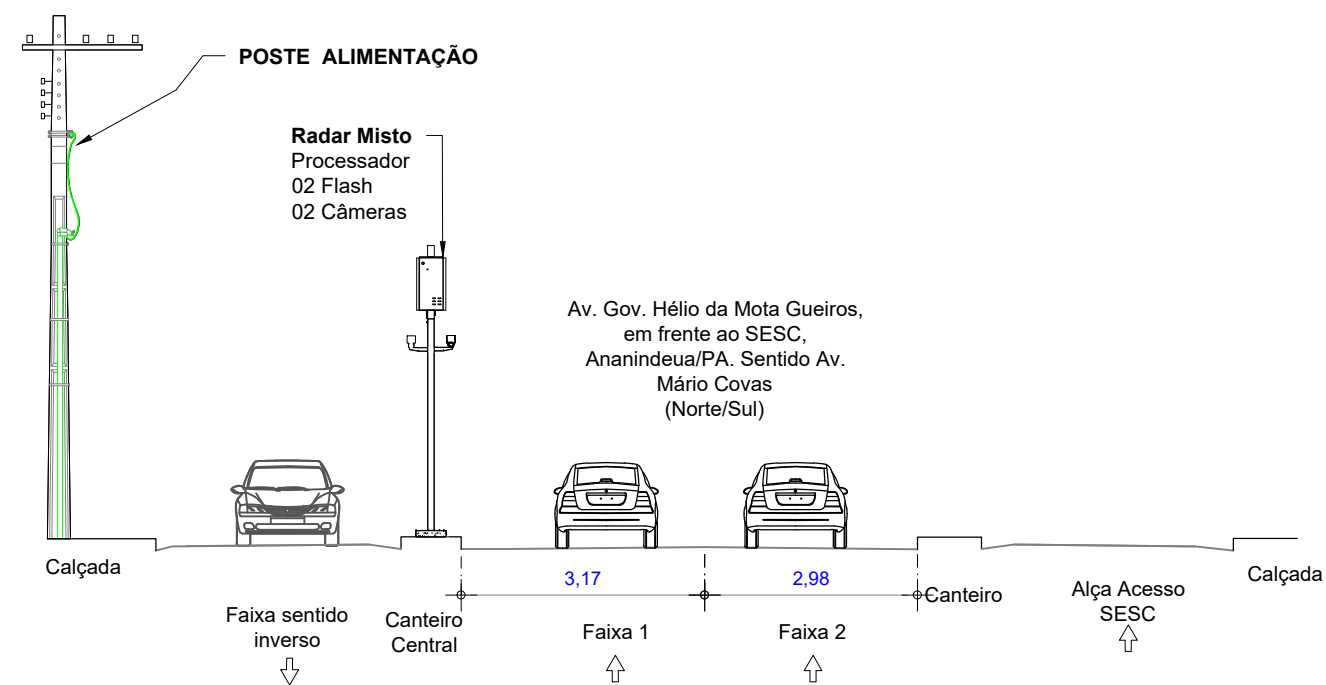 POSTE ALIMENTAÇÃO
Radar Misto
Processador
02 Flash
02 Câmeras
Av. Gov. Hélio da Mota Gueiros,
em frente ao SESC,
Ananindeua/PA. Sentido Av.
Mário Covas
(Norte/Sul)
Calçada
3,17
2,98
Canteiro
Calçada
Faixa sentido
inverso
Canteiro
Central
Faixa 1
Faixa 2
Alça Acesso
SESC